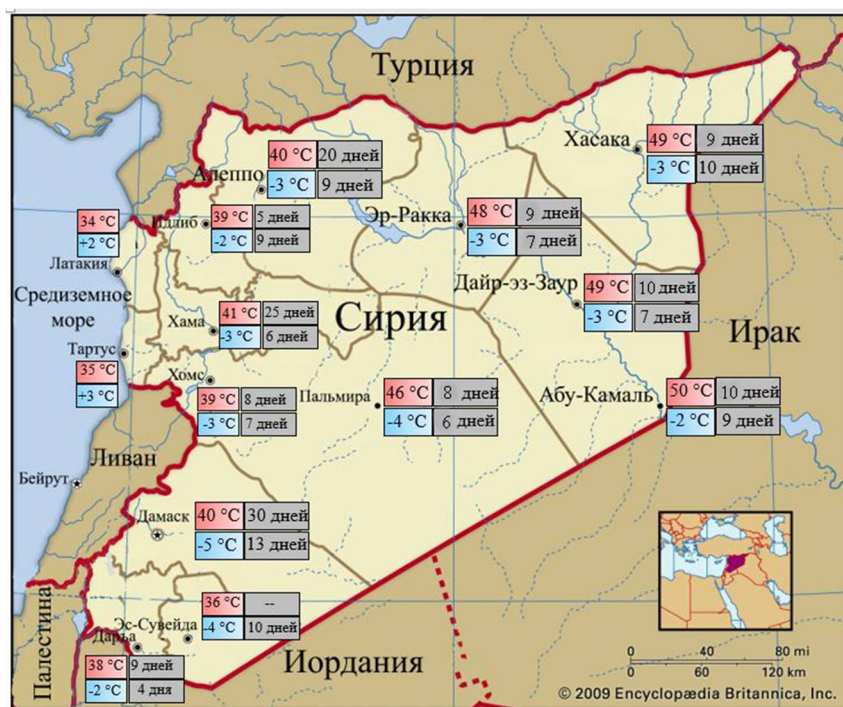 Турция
Хасака
49 °C 9 дней
-3 °C 10 дней
40 °C 20 дней
Алеппо
-3 °C 9 дней
Эр-Ракка
48 °C 9 дней
-3 °C 7 дней
Идлиб
39 °C 5 дней
-2 °C 9 дней
34 °C
+2 °C
Латакия
Дайр-эз-Заур
49 °C 10 дней
-3 °C 7 дней
Средиземное
море
Хама
41 °C 25 дней
-3 °C 6 дней
Сирия
Ирак
Тартус
35 °C
+3 °C
Хомс
39 °C 8 дней
-3 °C 7 дней
Пальмира
46 °C 8 дней
-4 °C 6 дней
Абу-Камаль
50 °C 10 дней
-2 °C 9 дней
Ливан
Бейрут
Дамаск
40 °C 30 дней
-5 °C 13 дней
Эс-Сувейда
36 °C --
-4 °C 10 дней
Даръа
38 °C 9 дней
-2 °C 4 дня
Палестина
Иордания
0 40 80 mi
0 60 120 km
© 2009 Encyclopædia Britannica, Inc.